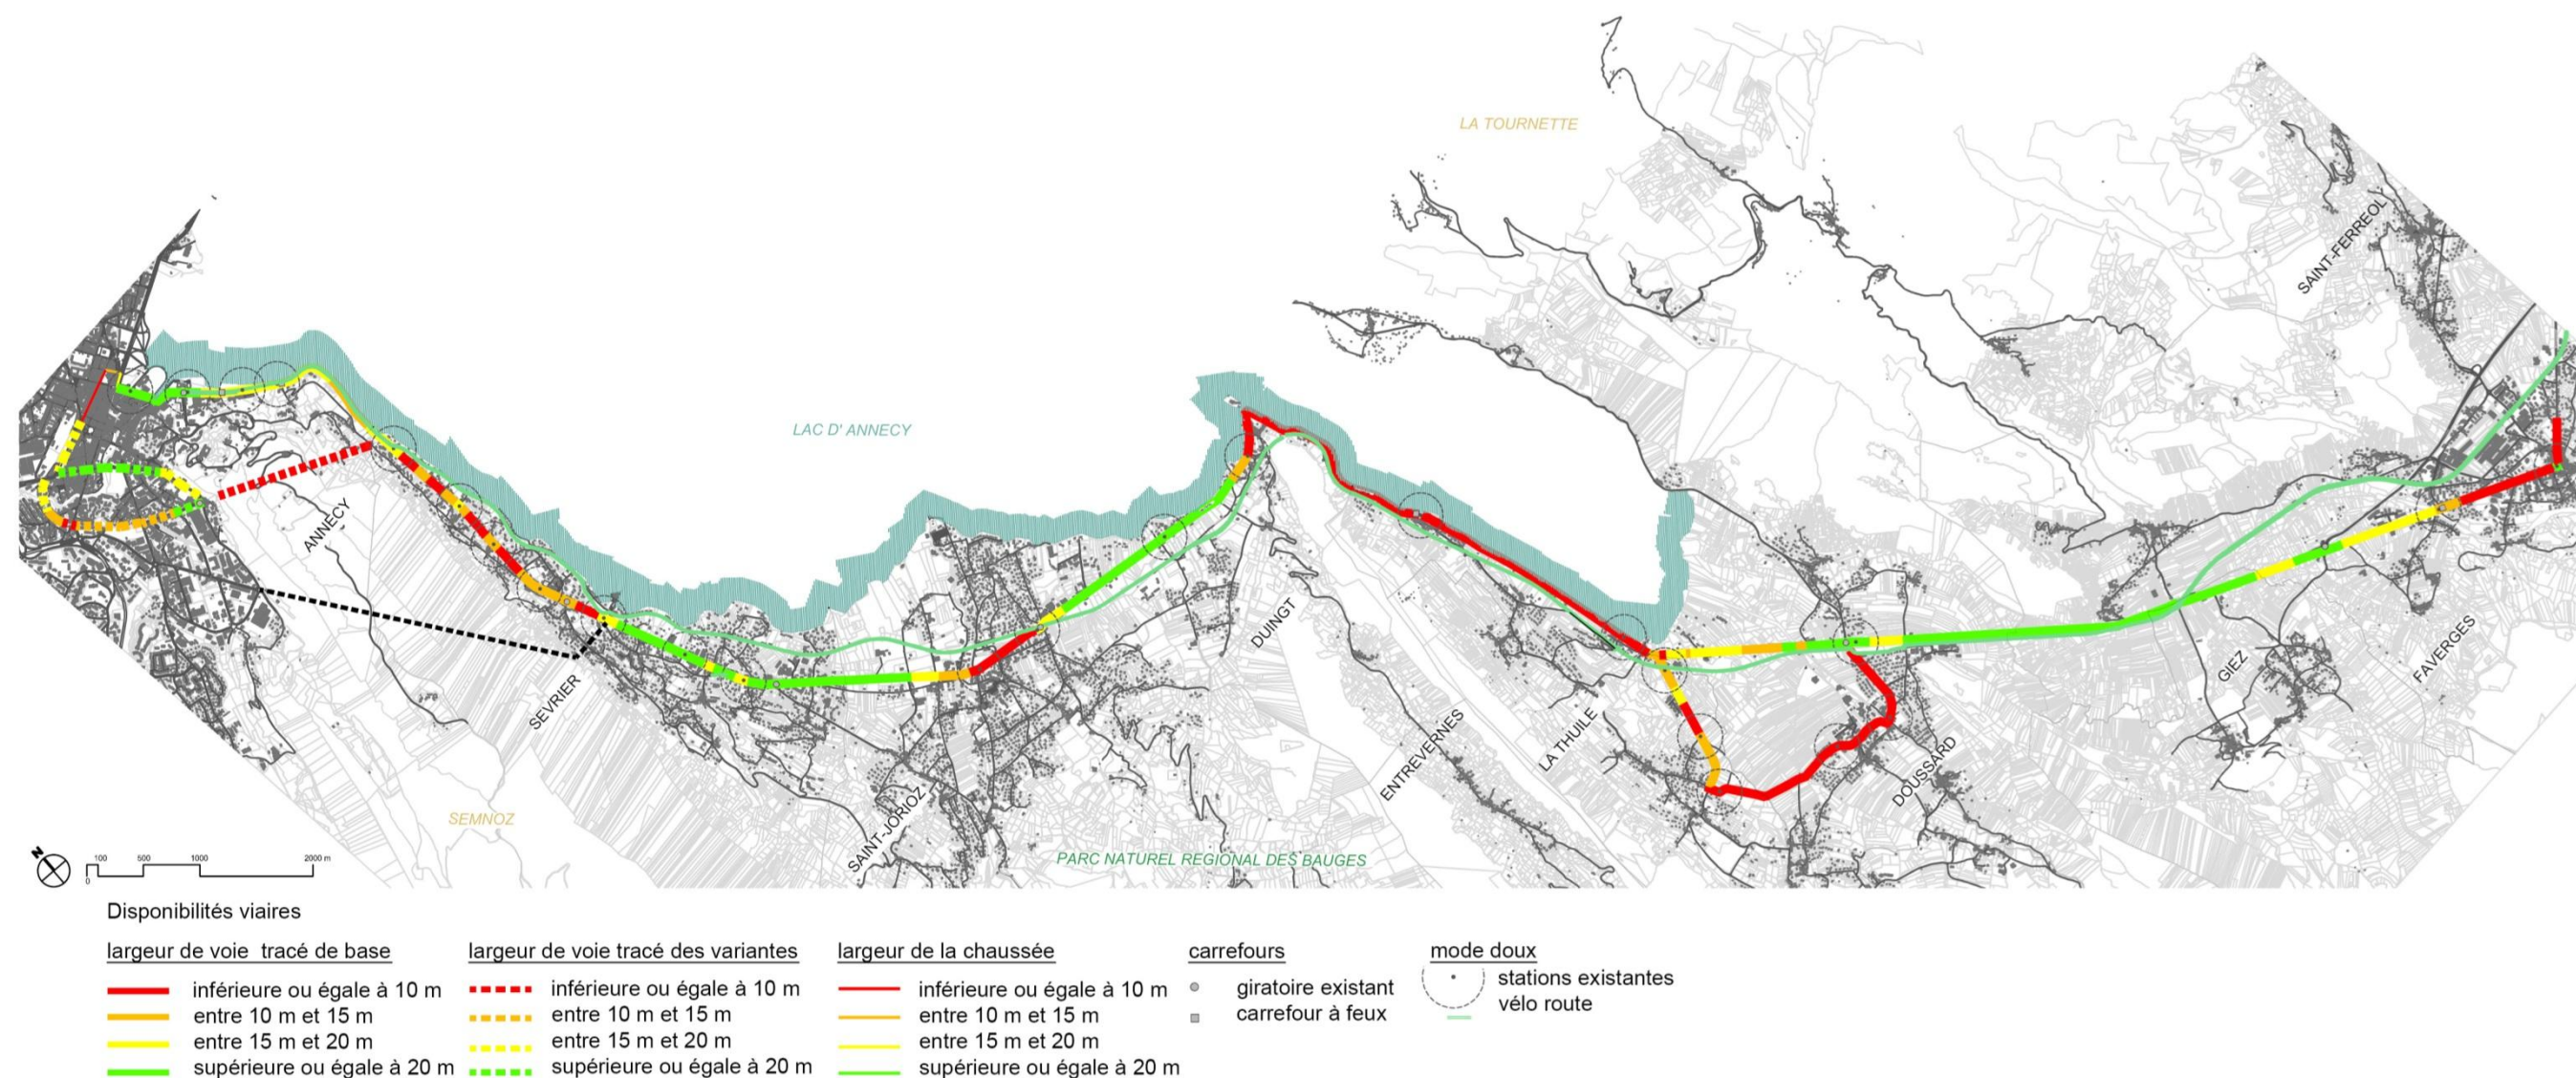 LA TOURNETTE
SAINT-FERREOL
LAC D' ANNECY
ANNECY
SEVRIER
SEMNOZ
SAINT-JORIOZ
DUINGT
ENTREVERNES
LA THUILE
DOUSSARD
GIEZ
FAVERGES
PARC NATUREL REGIONAL DES BAUGES
N
100 500 1000 2000 m
0
Disponibilités viaires
largeur de voie tracé de base
inférieure ou égale à 10 m
entre 10 m et 15 m
entre 15 m et 20 m
supérieure ou égale à 20 m
largeur de voie tracé des variantes
inférieure ou égale à 10 m
entre 10 m et 15 m
entre 15 m et 20 m
supérieure ou égale à 20 m
largeur de la chaussée
inférieure ou égale à 10 m
entre 10 m et 15 m
entre 15 m et 20 m
supérieure ou égale à 20 m
carrefours
giratoire existant
carrefour à feux
mode doux
stations existantes
vélo route